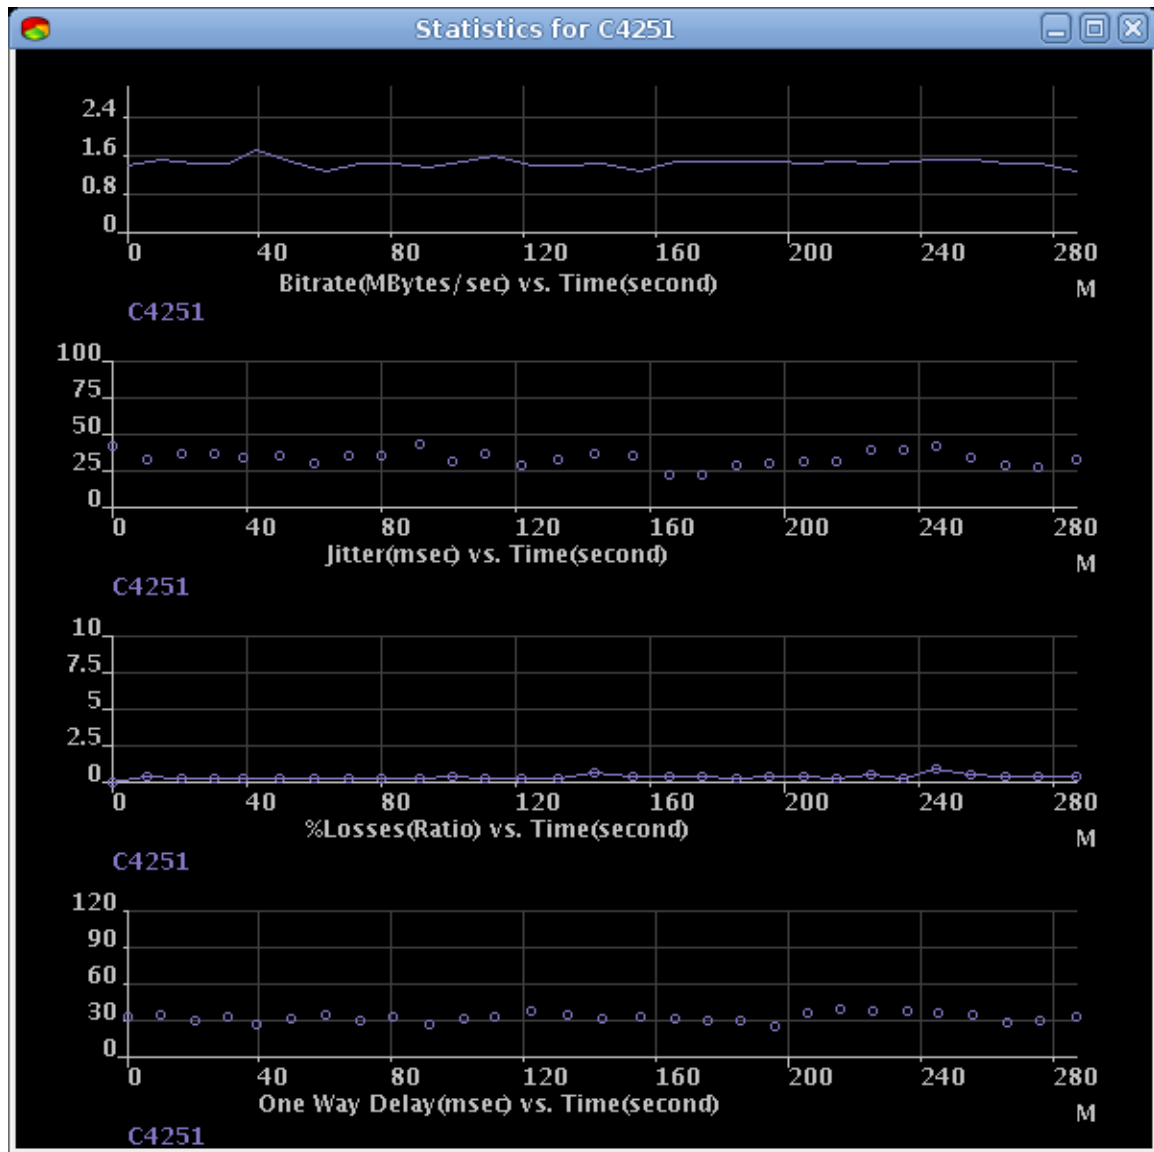 Statistics for C4251
2.4
1.6
0.8
0
0 40 80 120 160 200 240 280
Bitrate(MBytes/sec) vs. Time(second)
M
C4251
100
75
50
25
0
0 40 80 120 160 200 240 280
Jitter(msec) vs. Time(second)
M
C4251
10
7.5
5
2.5
0
0 40 80 120 160 200 240 280
%Losses(Ratio) vs. Time(second)
M
C4251
120
90
60
30
0
0 40 80 120 160 200 240 280
One Way Delay(msec) vs. Time(second)
M
C4251